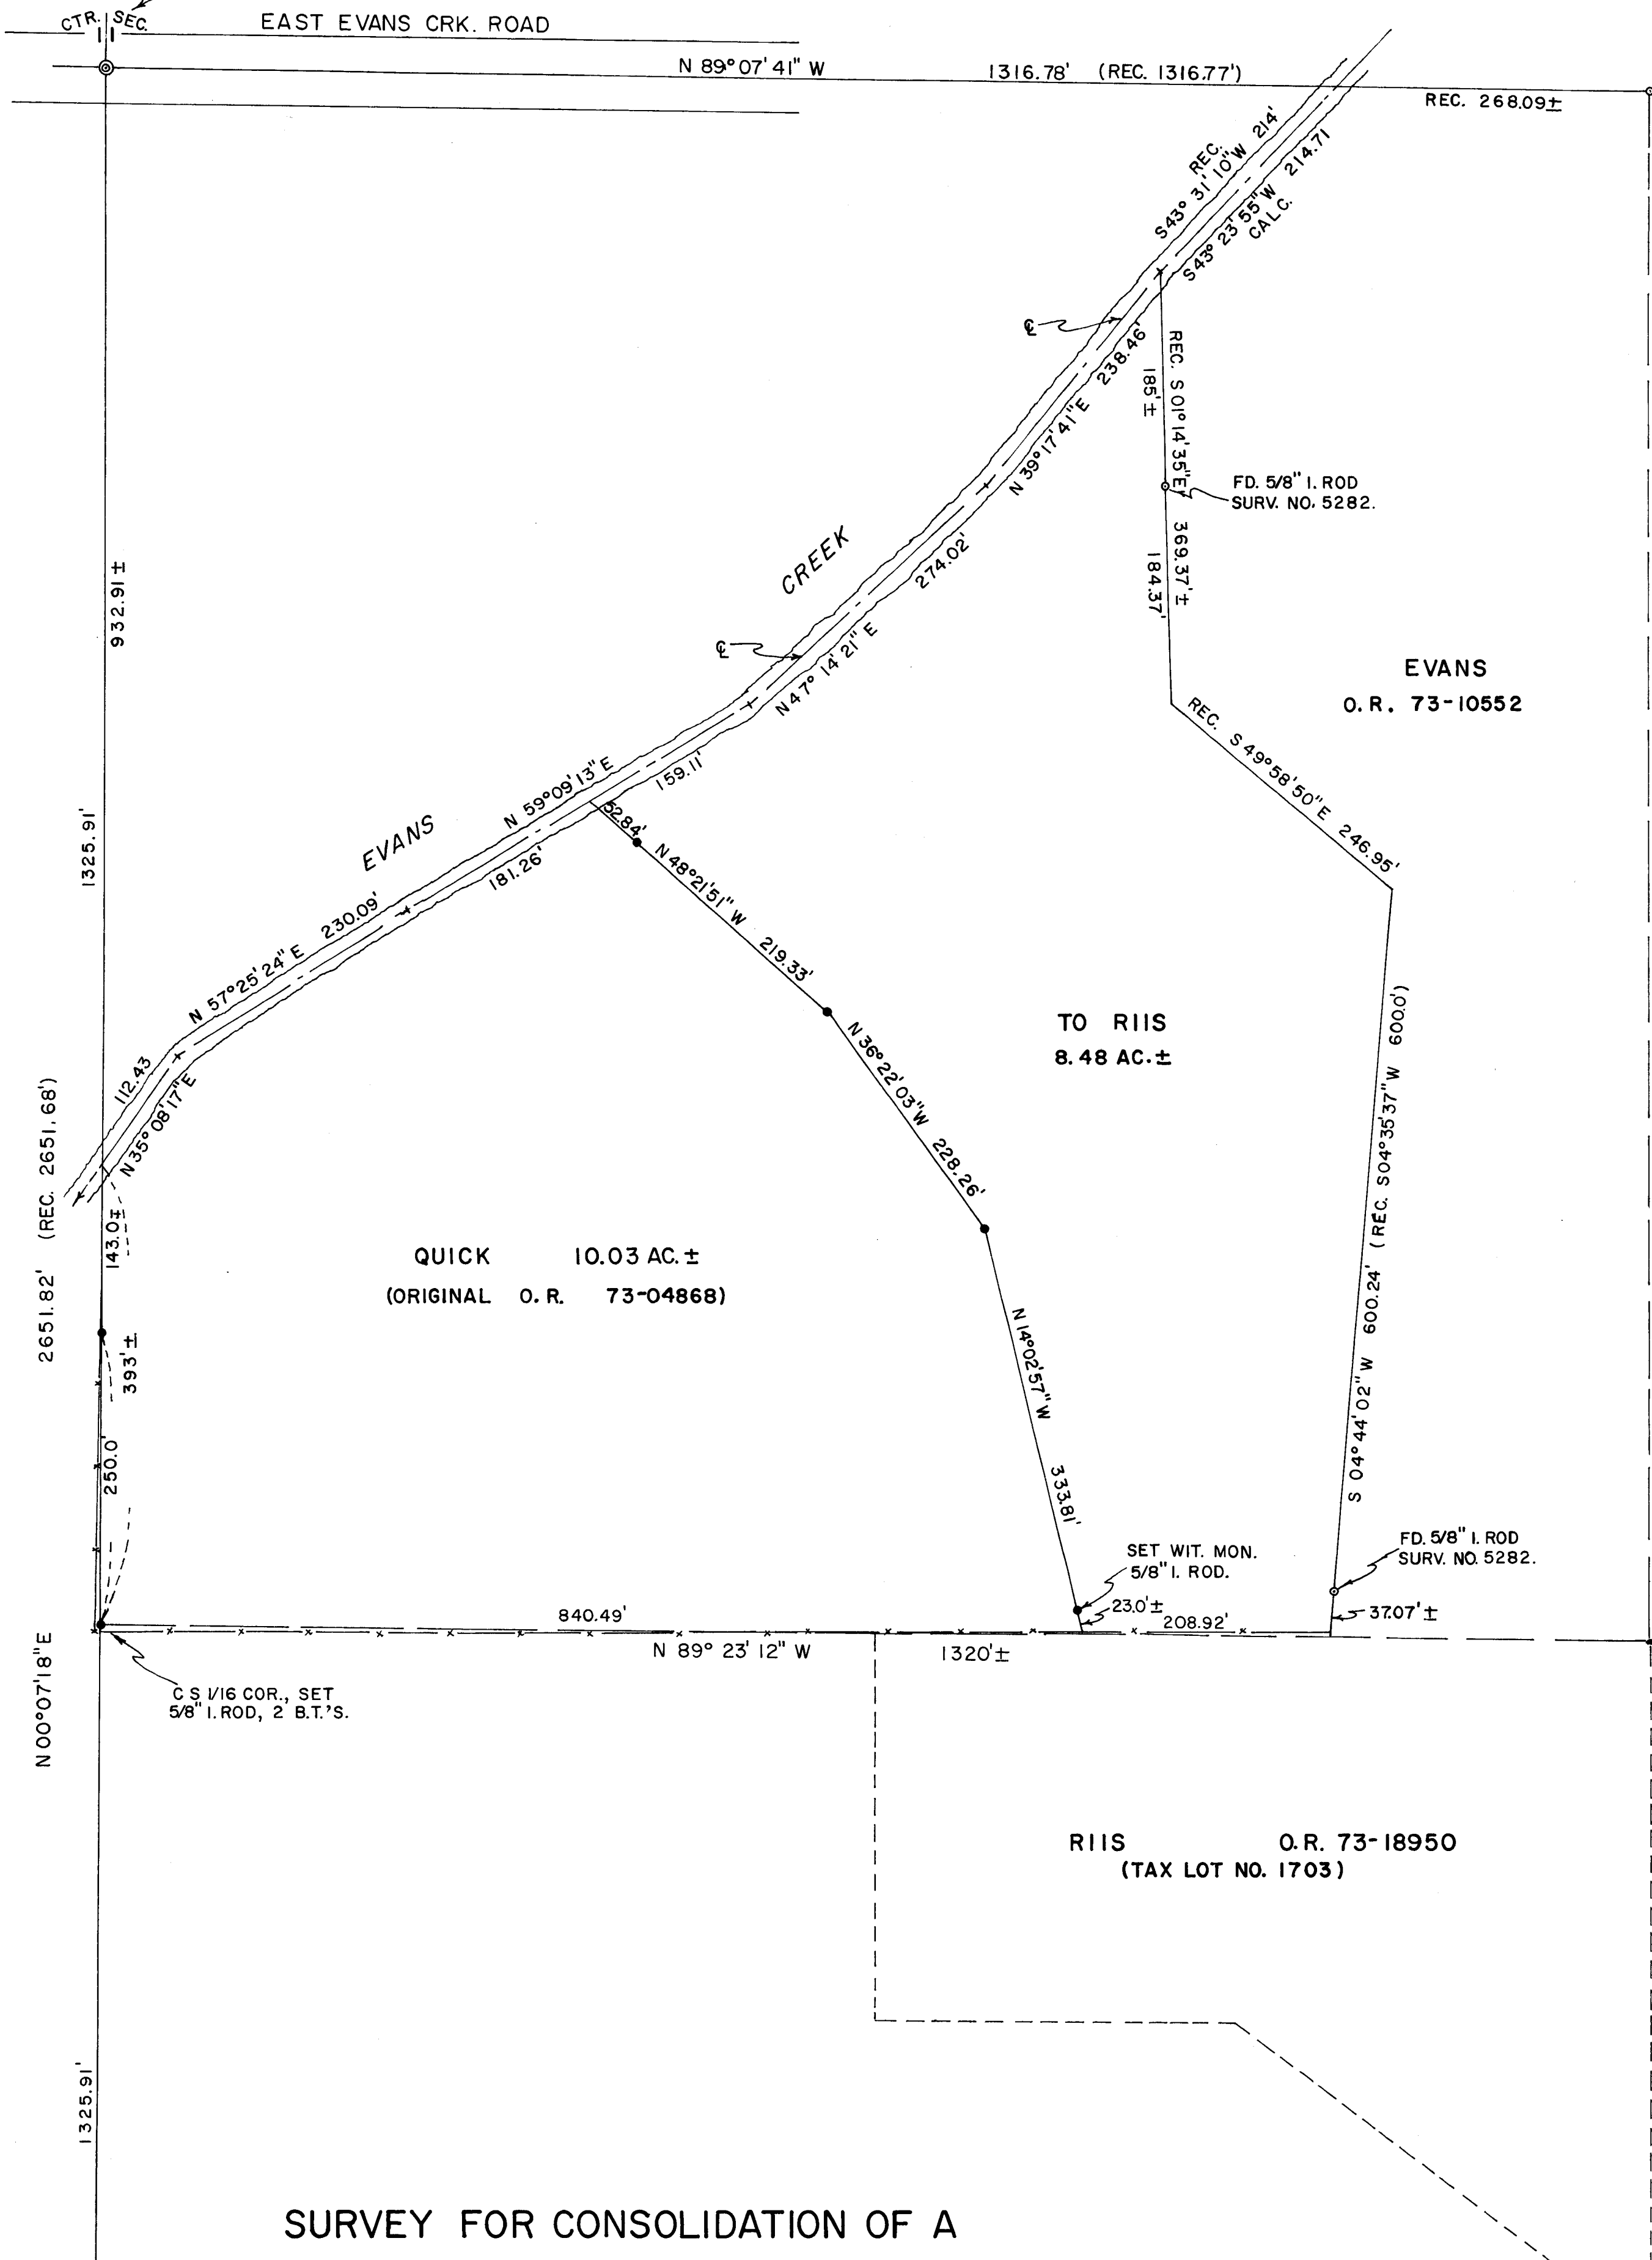 CTR. SEC.
11
EAST EVANS CRK. ROAD
N 89° 07' 41" W 1316.78' (REC. 1316.77')
REC. 268.09±
REC.
S 43° 31' 10" W 214'
S 43° 23' 55" W 214.71
CALC.
℄
N 39° 17' 41" E 238.46'
REC. S 01° 14' 35" E 369.37' ±
185' ±
184.37'
FD. 5/8" I. ROD
SURV. NO. 5282.
932.91 ±
CREEK
274.02'
N 47° 14' 21" E
℄
EVANS
O.R. 73-10552
REC. S 49° 58' 50" E 246.95'
N 59° 09' 13" E
159.11'
52.84'
1325.91'
EVANS
181.26'
N 48° 21' 51" W 219.33'
N 57° 25' 24" E 230.09'
TO RIIS
8.48 AC. ±
112.43
N 35° 08' 17" E
N 36° 22' 03" W 228.26'
S 04° 44' 02" W 600.24' (REC. S 04° 35' 37" W 600.0')
2651.82' (REC. 2651.68')
143.0±
QUICK 10.03 AC. ±
(ORIGINAL O.R. 73-04868)
393' ±
N 14° 02' 57" W 333.81'
250.0'
SET WIT. MON.
5/8" I. ROD.
FD. 5/8" I. ROD
SURV. NO. 5282.
840.49'
23.0' ±
208.92'
37.07' ±
N 89° 23' 12" W 1320' ±
N 00° 07' 18" E
C S 1/16 COR., SET
5/8" I. ROD, 2 B.T.'S.
RIIS O.R. 73-18950
(TAX LOT NO. 1703)
1325.91'
SURVEY FOR CONSOLIDATION OF A